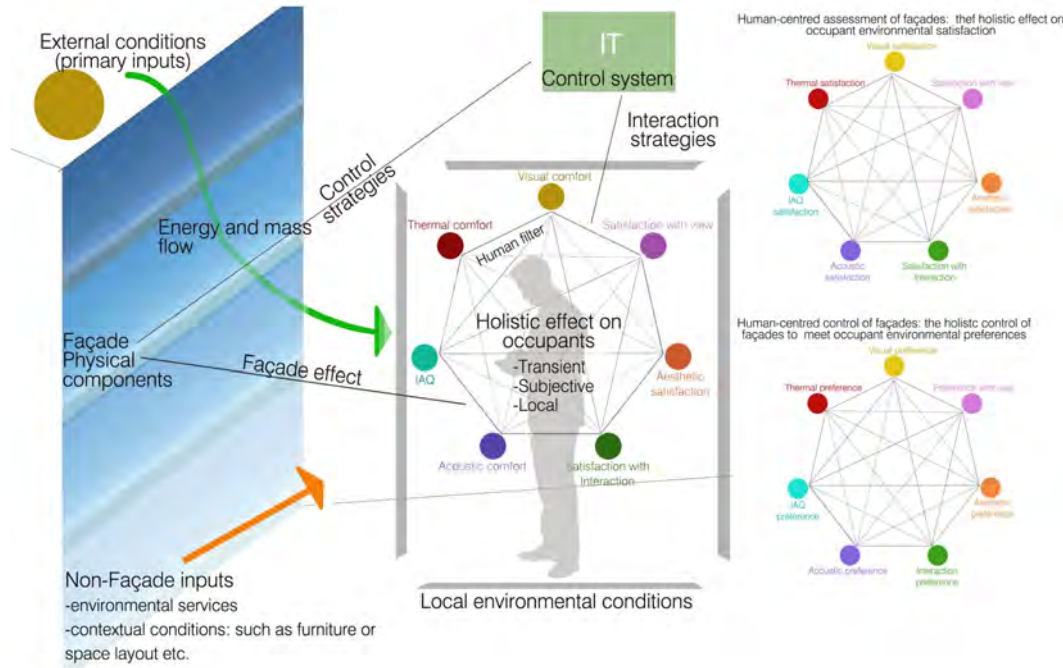 External conditions
(primary inputs)
Energy and mass
flow
Façade
Physical
components
Façade effect
Control
strategies
Non-Façade inputs
-environmental services
-contextual conditions: such as furniture or
space layout etc.
IT
Control system
Interaction
strategies
Visual comfort
Thermal comfort
Satisfaction with view
Human filter
Holistic effect on
occupants
-Transient
-Subjective
-Local
IAQ
Aesthetic satisfaction
Acoustic comfort
Satisfaction with
Interaction
Local environmental conditions
Human-centred assessment of façades: thef holistic effect on
occupant environmental satisfaction
Visual satisfaction
Thermal satisfaction
Satisfaction with view
IAQ
satisfaction
Aesthetic
satisfaction
Acoustic
satisfaction
Satisfaction with
Interaction
Human-centred control of façades: the holistc control of
façades to meet occupant environmental preferences
Visual preference
Thermal preference
Preference with view
IAQ
preference
Aesthetic
preference
Acoustic preference
Interaction
preference